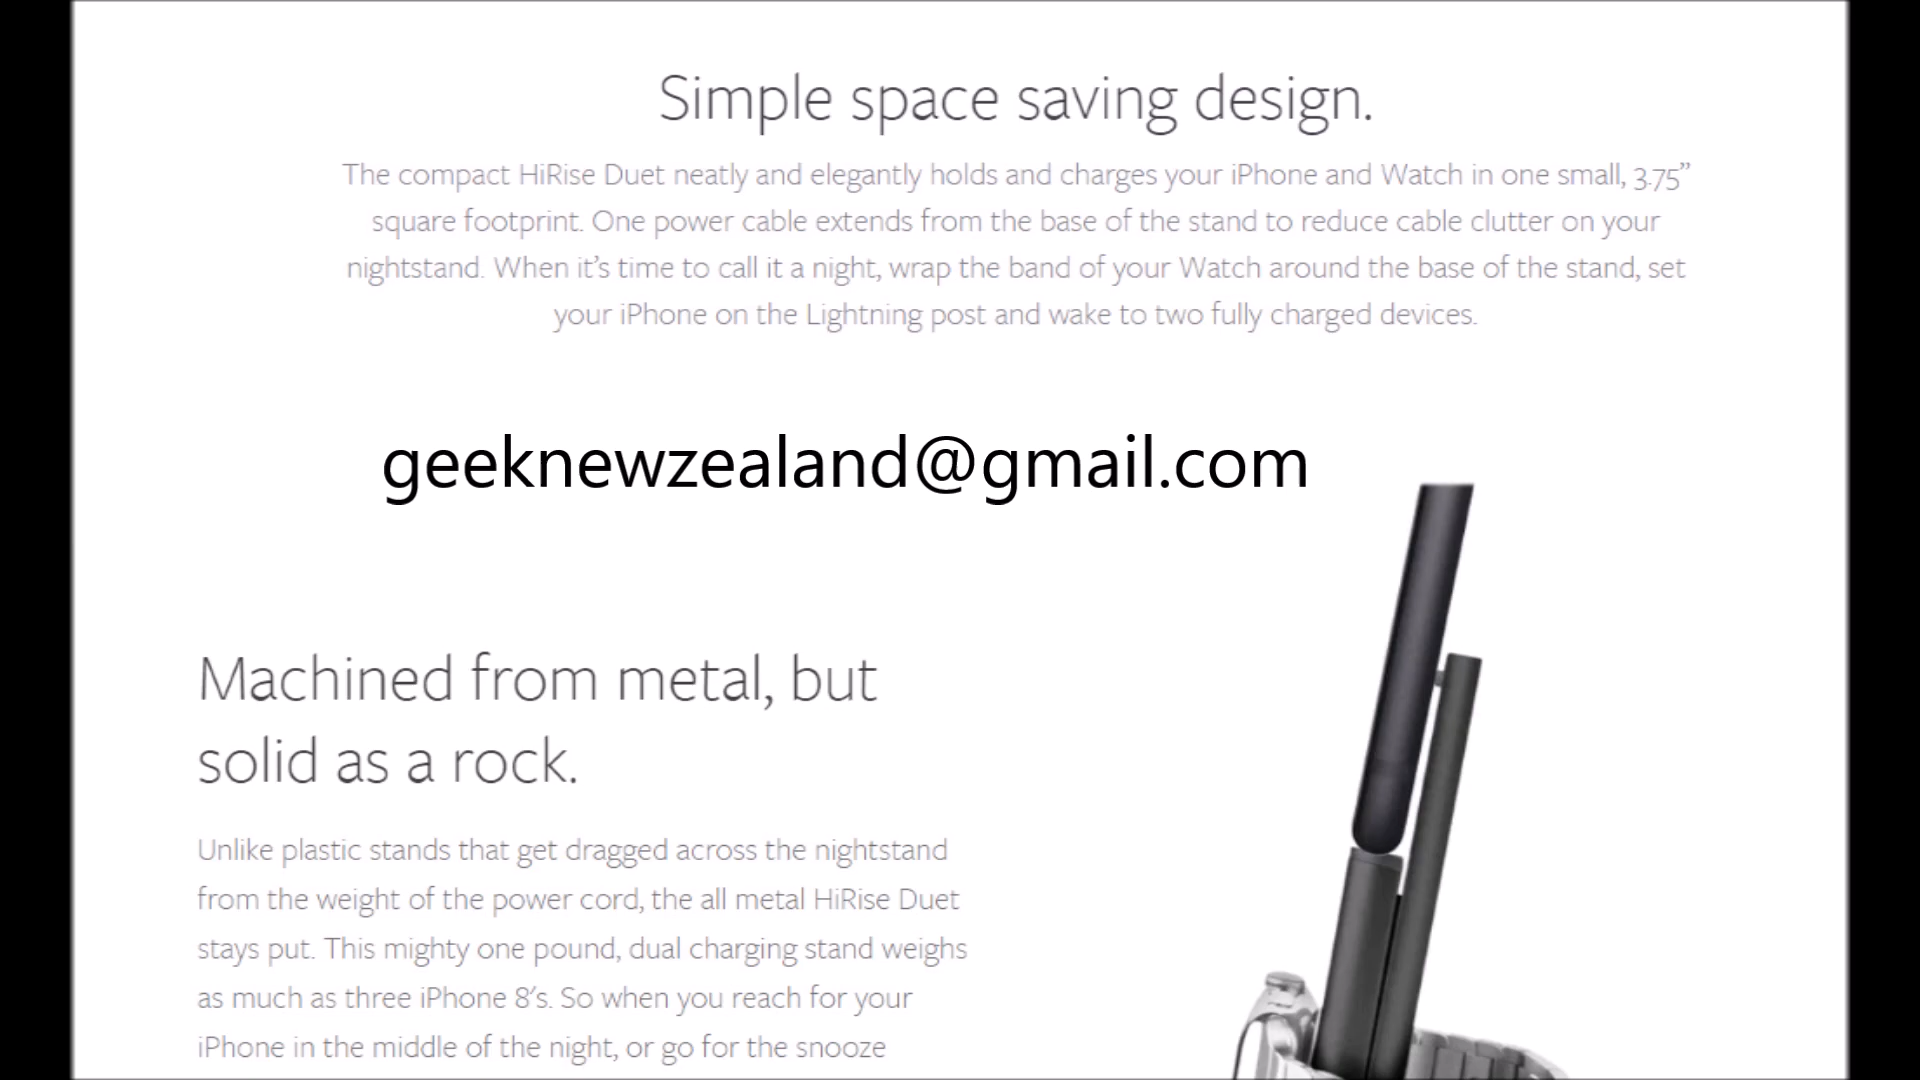 Simple space saving design.
The compact HiRise Duet neatly and elegantly holds and charges your iPhone and Watch in one small, 3.75”
square footprint. One power cable extends from the base of the stand to reduce cable clutter on your
nightstand. When it’s time to call it a night, wrap the band of your Watch around the base of the stand, set
your iPhone on the Lightning post and wake to two fully charged devices.
geeknewzealand@gmail.com
Machined from metal, but
solid as a rock.
Unlike plastic stands that get dragged across the nightstand
from the weight of the power cord, the all metal HiRise Duet
stays put. This mighty one pound, dual charging stand weighs
as much as three iPhone 8’s. So when you reach for your
iPhone in the middle of the night, or go for the snooze